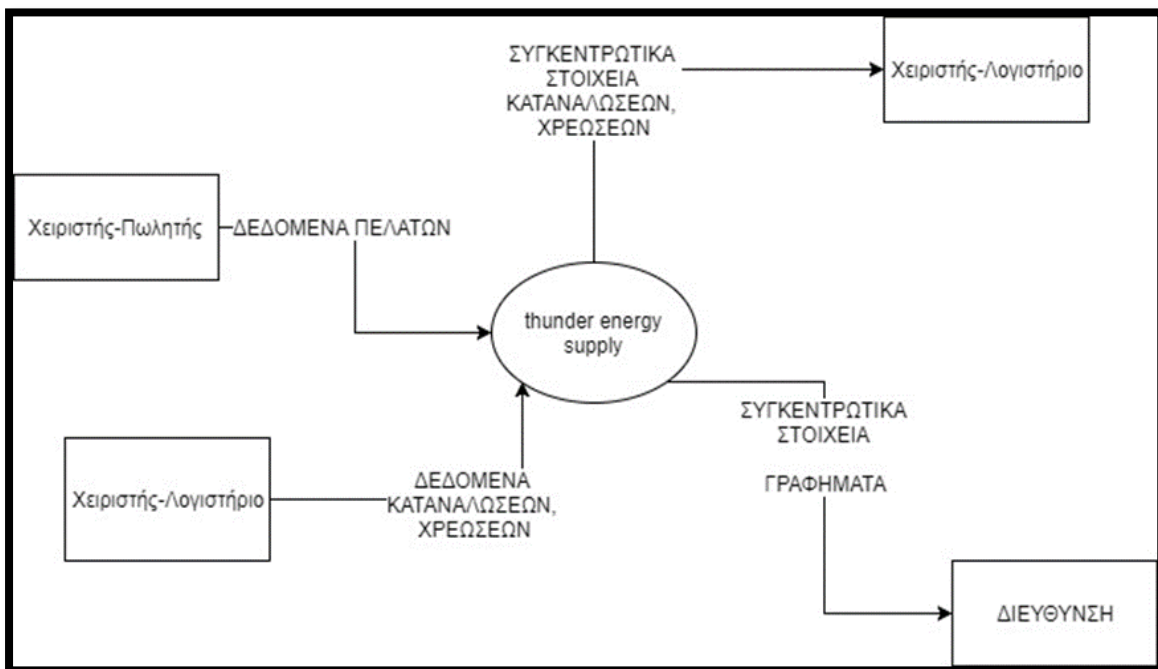 ΣΥΓΚΕΝΤΡΩΤΙΚΑ
ΣΤΟΙΧΕΙΑ
ΚΑΤΑΝΑΛΩΣΕΩΝ,
ΧΡΕΩΣΕΩΝ
Χειριστής-Λογιστήριο
Χειριστής-Πωλητής
ΔΕΔΟΜΕΝΑ ΠΕΛΑΤΩΝ
thunder energy
supply
Χειριστής-Λογιστήριο
ΔΕΔΟΜΕΝΑ
ΚΑΤΑΝΑΛΩΣΕΩΝ,
ΧΡΕΩΣΕΩΝ
ΣΥΓΚΕΝΤΡΩΤΙΚΑ
ΣΤΟΙΧΕΙΑ
ΓΡΑΦΗΜΑΤΑ
ΔΙΕΥΘΥΝΣΗ